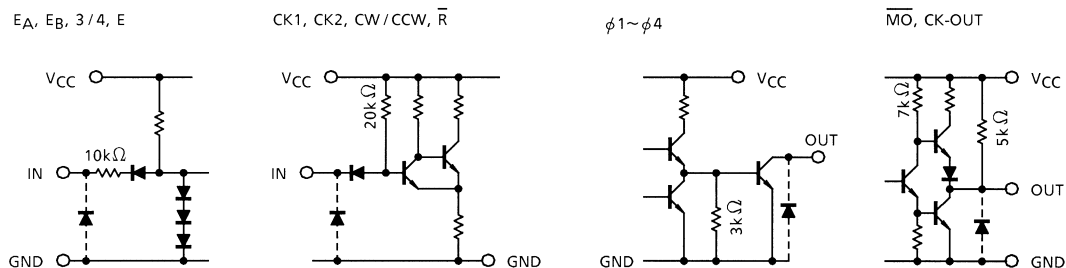 EA, EB, 3/4, E
CK1, CK2, CW/CCW, R̅
ϕ1~ϕ4
M̅O̅, CK-OUT
VCC
10kΩ
IN
GND
VCC
20kΩ
IN
GND
VCC
OUT
3kΩ
GND
VCC
7kΩ
5kΩ
OUT
GND